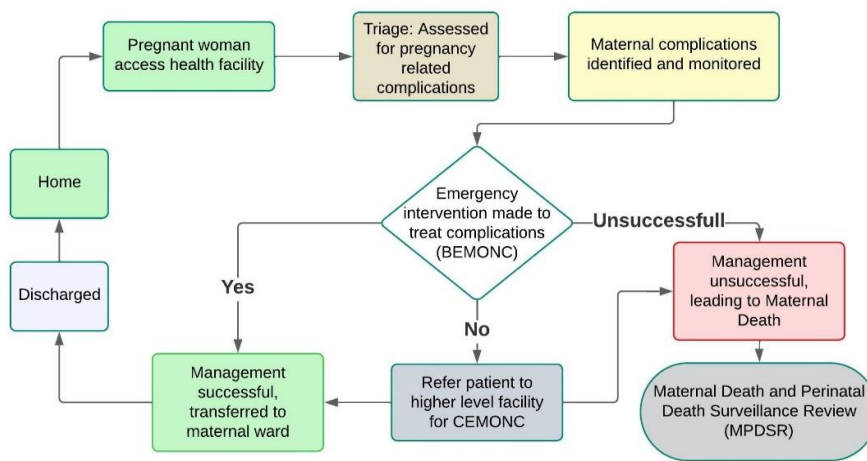 Pregnant woman
access health facility
Triage: Assessed
for pregnancy
related
complications
Maternal complications
identified and monitored
Home
Emergency
intervention made to
treat complications
(BEMONC)
Unsuccessfull
Management
unsuccessful,
leading to Maternal
Death
Discharged
Yes
No
Management
successful,
transferred to
maternal ward
Refer patient to
higher level facility
for CEMONC
Maternal Death and Perinatal
Death Surveillance Review
(MPDSR)